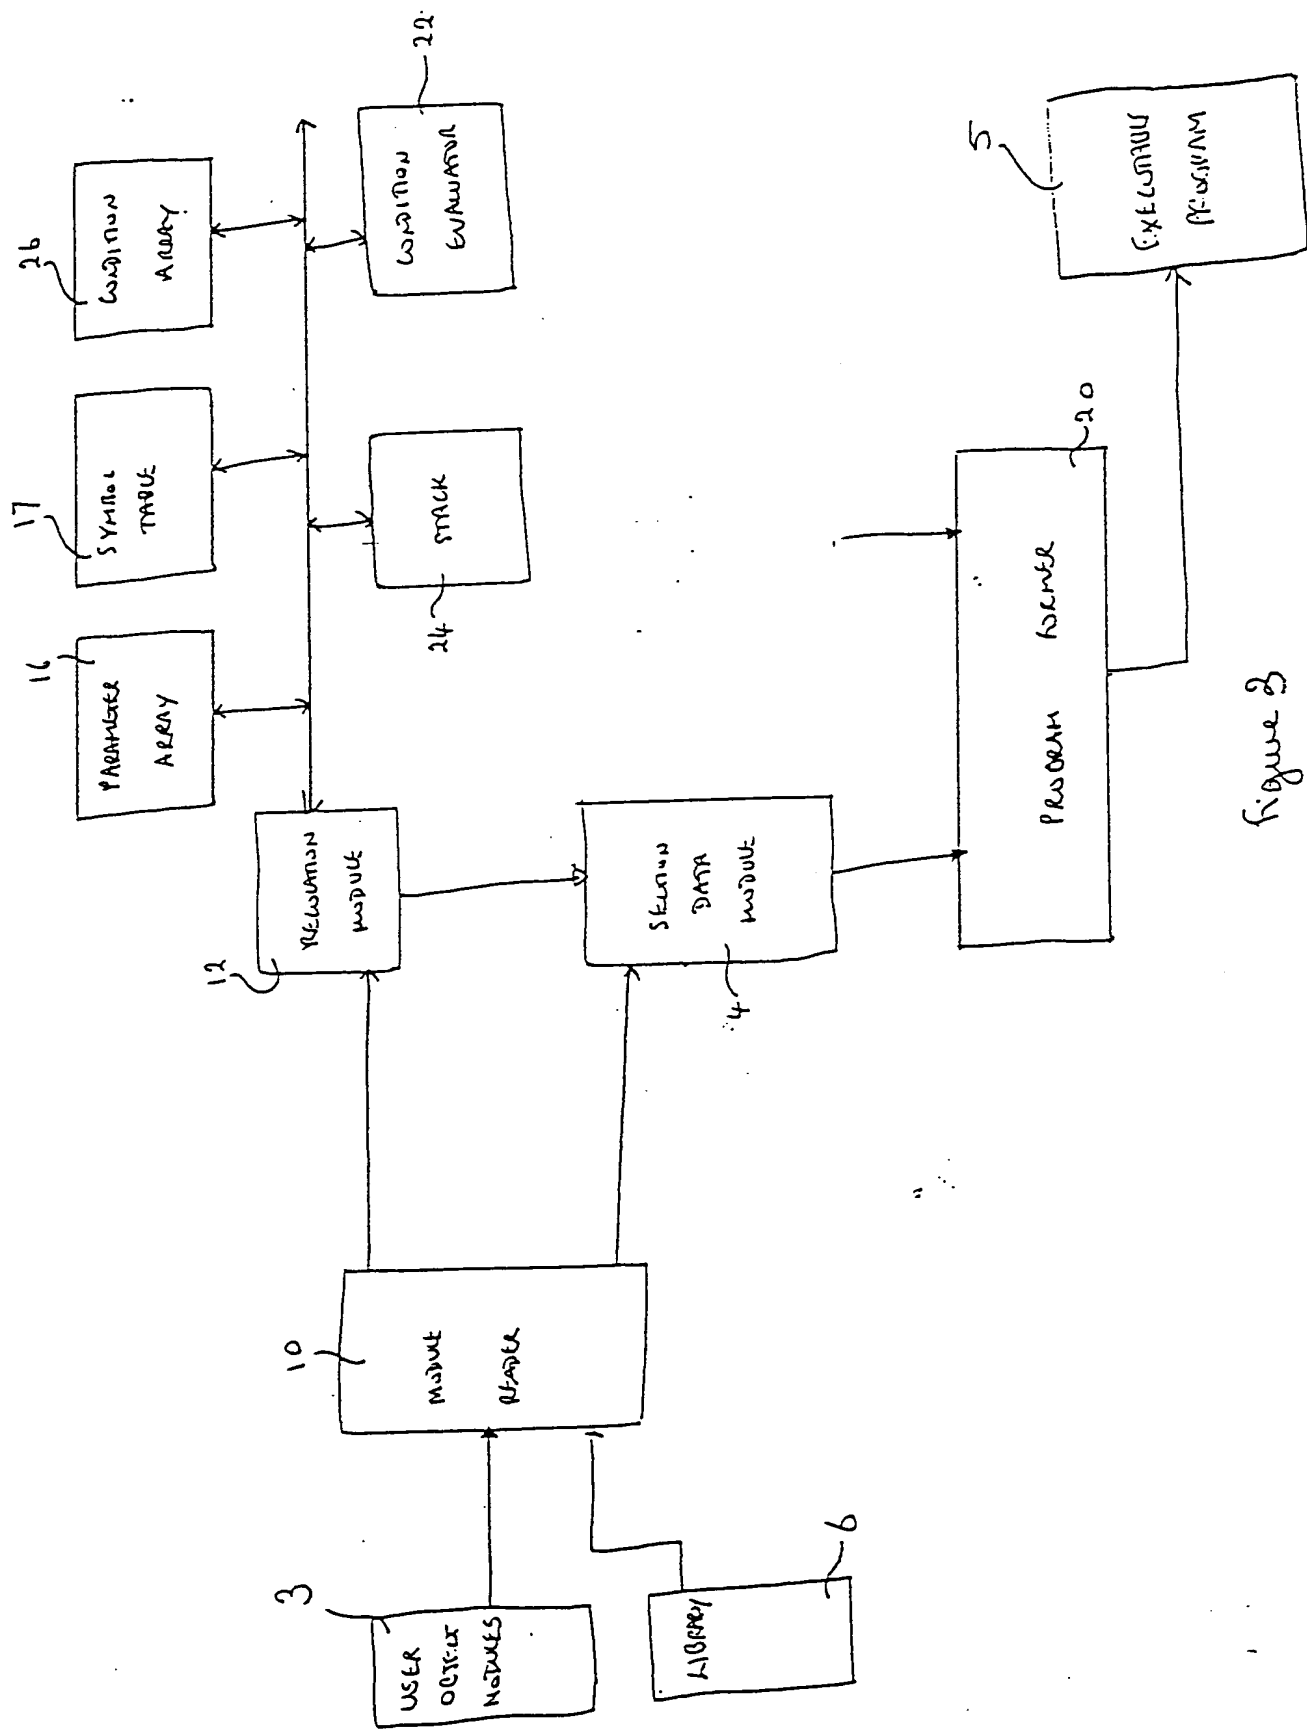 26
CONDITION
ARRAY
17
SYMBOL
TABLE
16
PARAMETER
ARRAY
22
CONDITION
EVALUATOR
STACK
24
12
RELOCATION
MODULE
10
MODULE
READER
3
USER
OBJECT
MODULES
LIBRARY
6
SECTION
DATA
MODULE
4
PROGRAM FORMER
20
5
EXECUTABLE
PROGRAM
Figure 3